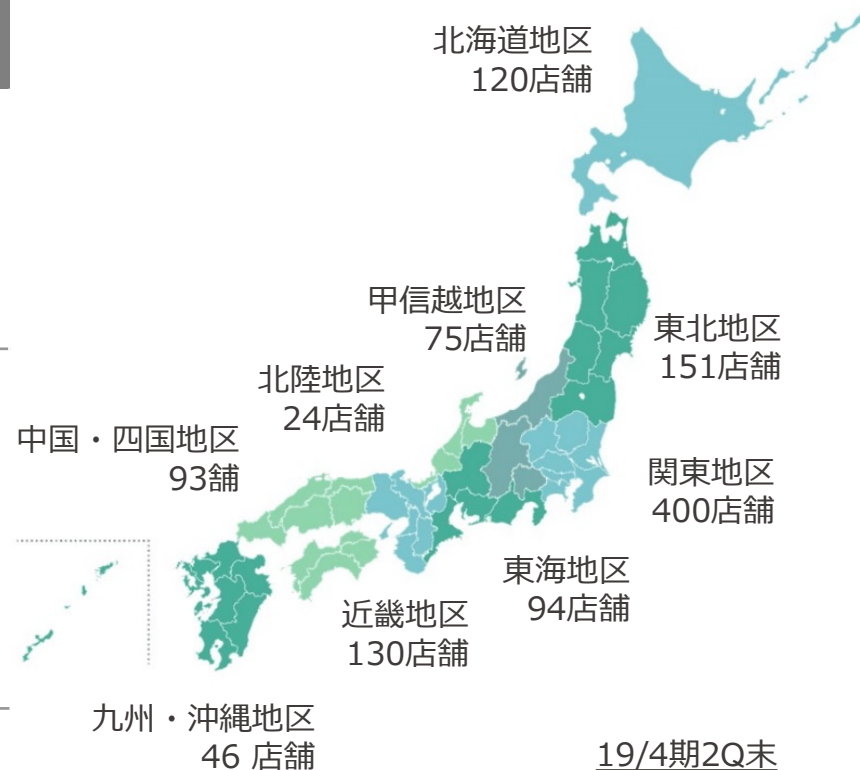 北海道地区
120店舗
甲信越地区
75店舗
東北地区
151店舗
北陸地区
24店舗
中国・四国地区
93舗
関東地区
400店舗
東海地区
94店舗
近畿地区
130店舗
九州・沖縄地区
46 店舗
19/4期2Q末